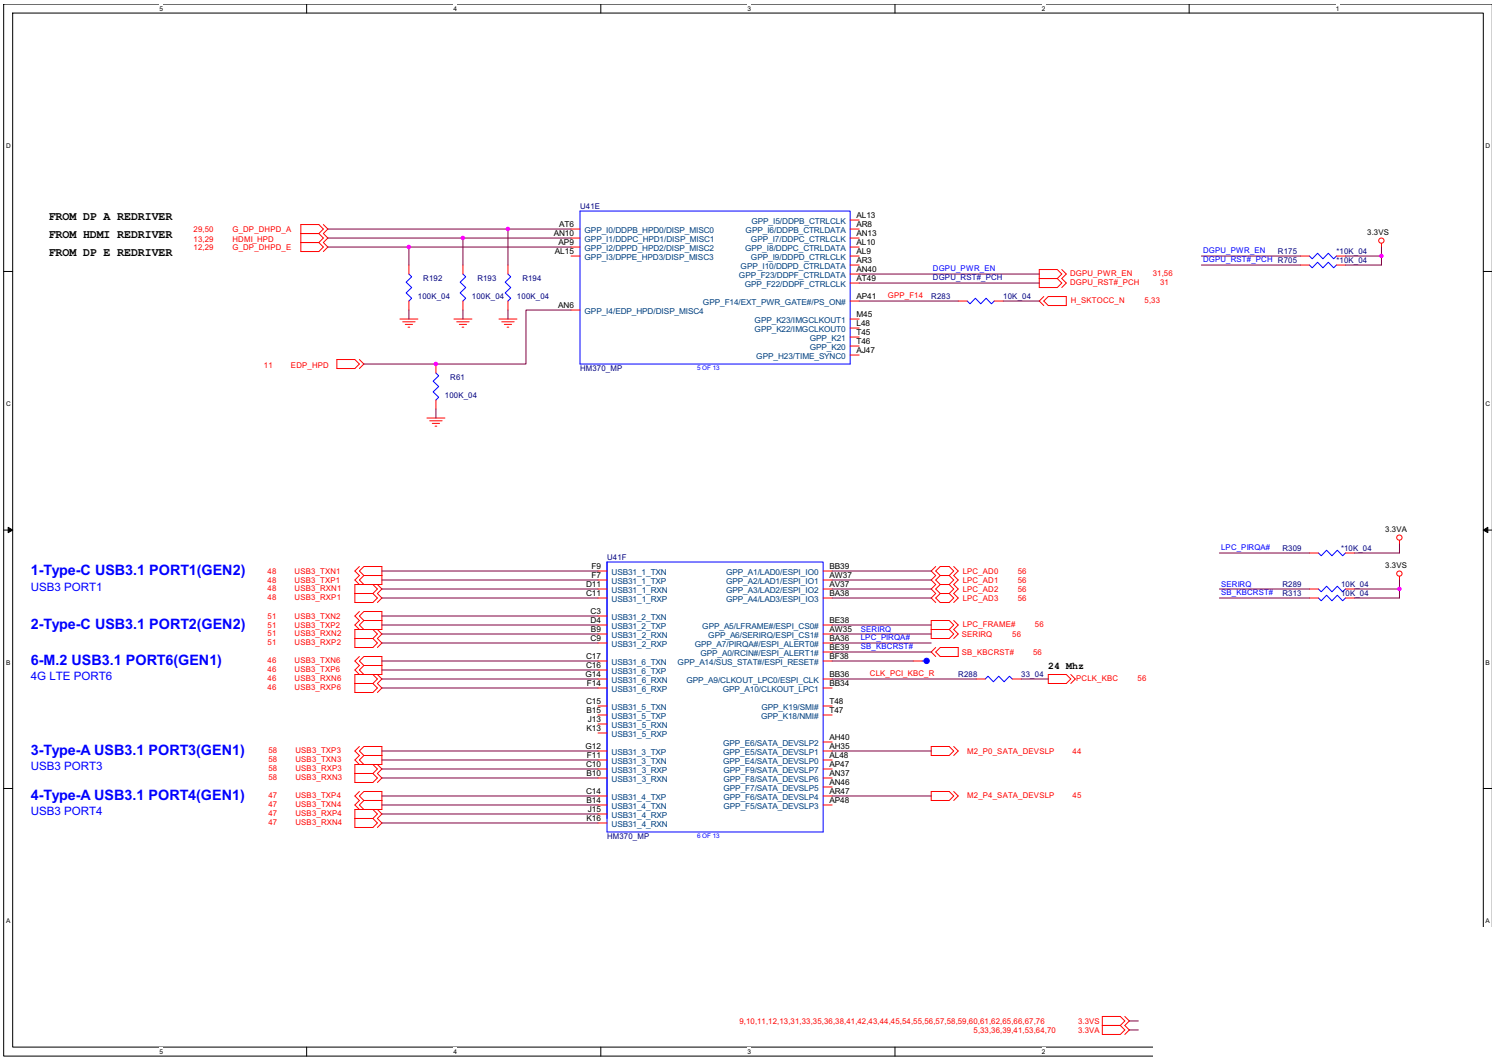 5 4 3 2 1
D D
FROM DP A REDRIVER
FROM HDMI REDRIVER
FROM DP E REDRIVER
29,50 G_DP_DHPD_A
13,29 HDMI_HPD
12,29 G_DP_DHPD_E
R192 R193 R194
100K_04 100K_04 100K_04
11 EDP_HPD
R61
100K_04
U41E
AT6 GPP_I0/DDPB_HPD0/DISP_MISC0
AN10 GPP_I1/DDPC_HPD1/DISP_MISC1
AP9 GPP_I2/DDPD_HPD2/DISP_MISC2
AL15 GPP_I3/DPPE_HPD3/DISP_MISC3
AN6 GPP_I4/EDP_HPD/DISP_MISC4
GPP_I5/DDPB_CTRLCLK AL13
GPP_I6/DDPB_CTRLDATA AR8
GPP_I7/DDPC_CTRLCLK AN13
GPP_I8/DDPC_CTRLDATA AL10
GPP_I9/DDPD_CTRLCLK AL9
GPP_I10/DDPD_CTRLDATA AR3
GPP_F23/DDPF_CTRLDATA AN40 DGPU_PWR_EN DGPU_PWR_EN 31,56
GPP_F22/DDPF_CTRLCLK AT49 DGPU_RST#_PCH DGPU_RST#_PCH 31
GPP_F14/EXT_PWR_GATE#/PS_ON# AP41 GPP_F14 R283 10K_04 H_SKTOCC_N 5,33
GPP_K23/IMGCLKOUT1 M45
GPP_K22/IMGCLKOUT0 L48
GPP_K21 T45
GPP_K20 T46
GPP_H23/TIME_SYNC0 AJ47
HM370_MP 5 OF 13
3.3VS
DGPU_PWR_EN R175 *10K_04
DGPU_RST#_PCH R705 *10K_04
C C
3.3VA
LPC_PIRQA# R309 *10K_04
3.3VS
SERIRQ R289 10K_04
SB_KBCRST# R313 10K_04
1-Type-C USB3.1 PORT1(GEN2)
USB3 PORT1
2-Type-C USB3.1 PORT2(GEN2)
6-M.2 USB3.1 PORT6(GEN1)
4G LTE PORT6
3-Type-A USB3.1 PORT3(GEN1)
USB3 PORT3
4-Type-A USB3.1 PORT4(GEN1)
USB3 PORT4
U41F
48 USB3_TXN1 F9 USB31_1_TXN
48 USB3_TXP1 F7 USB31_1_TXP
48 USB3_RXN1 D11 USB31_1_RXN
48 USB3_RXP1 C11 USB31_1_RXP
51 USB3_TXN2 C3 USB31_2_TXN
51 USB3_TXP2 D4 USB31_2_TXP
51 USB3_RXN2 B9 USB31_2_RXN
51 USB3_RXP2 C9 USB31_2_RXP
46 USB3_TXN6 C17 USB31_6_TXN
46 USB3_TXP6 C16 USB31_6_TXP
46 USB3_RXN6 G14 USB31_6_RXN
46 USB3_RXP6 F14 USB31_6_RXP
C15 USB31_5_TXN
B15 USB31_5_TXP
J13 USB31_5_RXN
K13 USB31_5_RXP
58 USB3_TXP3 G12 USB31_3_TXP
58 USB3_TXN3 F11 USB31_3_TXN
58 USB3_RXP3 C10 USB31_3_RXP
58 USB3_RXN3 B10 USB31_3_RXN
47 USB3_TXP4 C14 USB31_4_TXP
47 USB3_TXN4 B14 USB31_4_TXN
47 USB3_RXP4 J15 USB31_4_RXP
47 USB3_RXN4 K16 USB31_4_RXN
GPP_A1/LAD0/ESPI_IO0 BB39 LPC_AD0 56
GPP_A2/LAD1/ESPI_IO1 AW37 LPC_AD1 56
GPP_A3/LAD2/ESPI_IO2 AV37 LPC_AD2 56
GPP_A4/LAD3/ESPI_IO3 BA38 LPC_AD3 56
GPP_A5/LFRAME#/ESPI_CS0# BE38 LPC_FRAME# 56
GPP_A6/SERIRQ/ESPI_CS1# AW35 SERIRQ SERIRQ 56
GPP_A7/PIRQA#/ESPI_ALERT0# BA36 LPC_PIRQA#
GPP_A0/RCIN#/ESPI_ALERT1# BE39 SB_KBCRST# SB_KBCRST# 56
GPP_A14/SUS_STAT#/ESPI_RESET# BF38
24 Mhz
GPP_A9/CLKOUT_LPC0/ESPI_CLK BB36 CLK_PCI_KBC_R R288 33_04 PCLK_KBC 56
GPP_A10/CLKOUT_LPC1 BB34
GPP_K19/SMI# T48
GPP_K18/NMI# T47
GPP_E6/SATA_DEVSLP2 AH40
GPP_E5/SATA_DEVSLP1 AH35 M2_P0_SATA_DEVSLP 44
GPP_E4/SATA_DEVSLP0 AL48
GPP_F9/SATA_DEVSLP7 AP47
GPP_F8/SATA_DEVSLP6 AN37
GPP_F7/SATA_DEVSLP5 AN46
GPP_F6/SATA_DEVSLP4 AR47 M2_P4_SATA_DEVSLP 45
GPP_F5/SATA_DEVSLP3 AP48
HM370_MP 6 OF 13
B B
A A
9,10,11,12,13,31,33,35,36,38,41,42,43,44,45,54,55,56,57,58,59,60,61,62,65,66,67,76 3.3VS
5,33,36,39,41,53,64,70 3.3VA
5 4 3 2